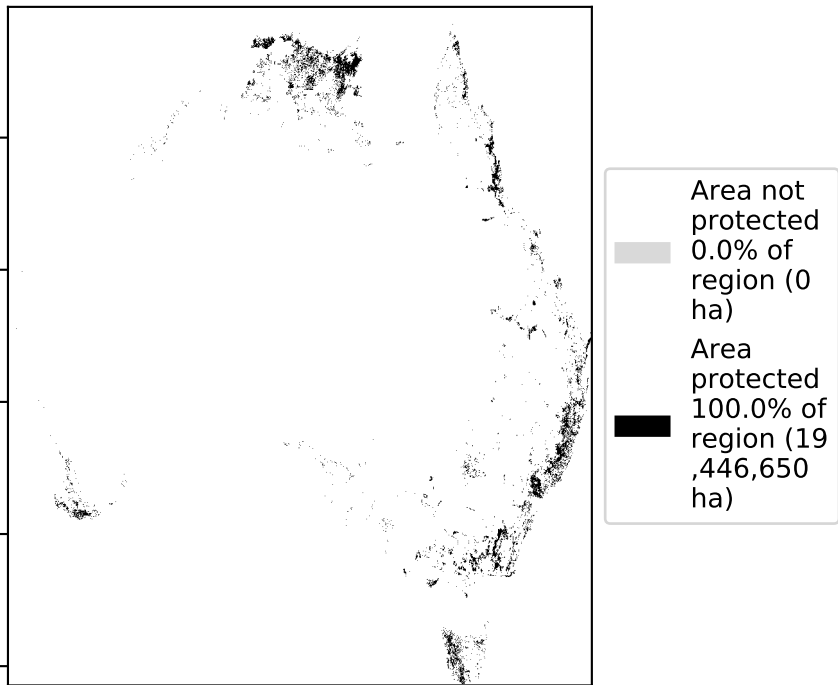 Area not
protected
0.0% of
region (0
ha)
Area
protected
100.0% of
region (19
,446,650
ha)